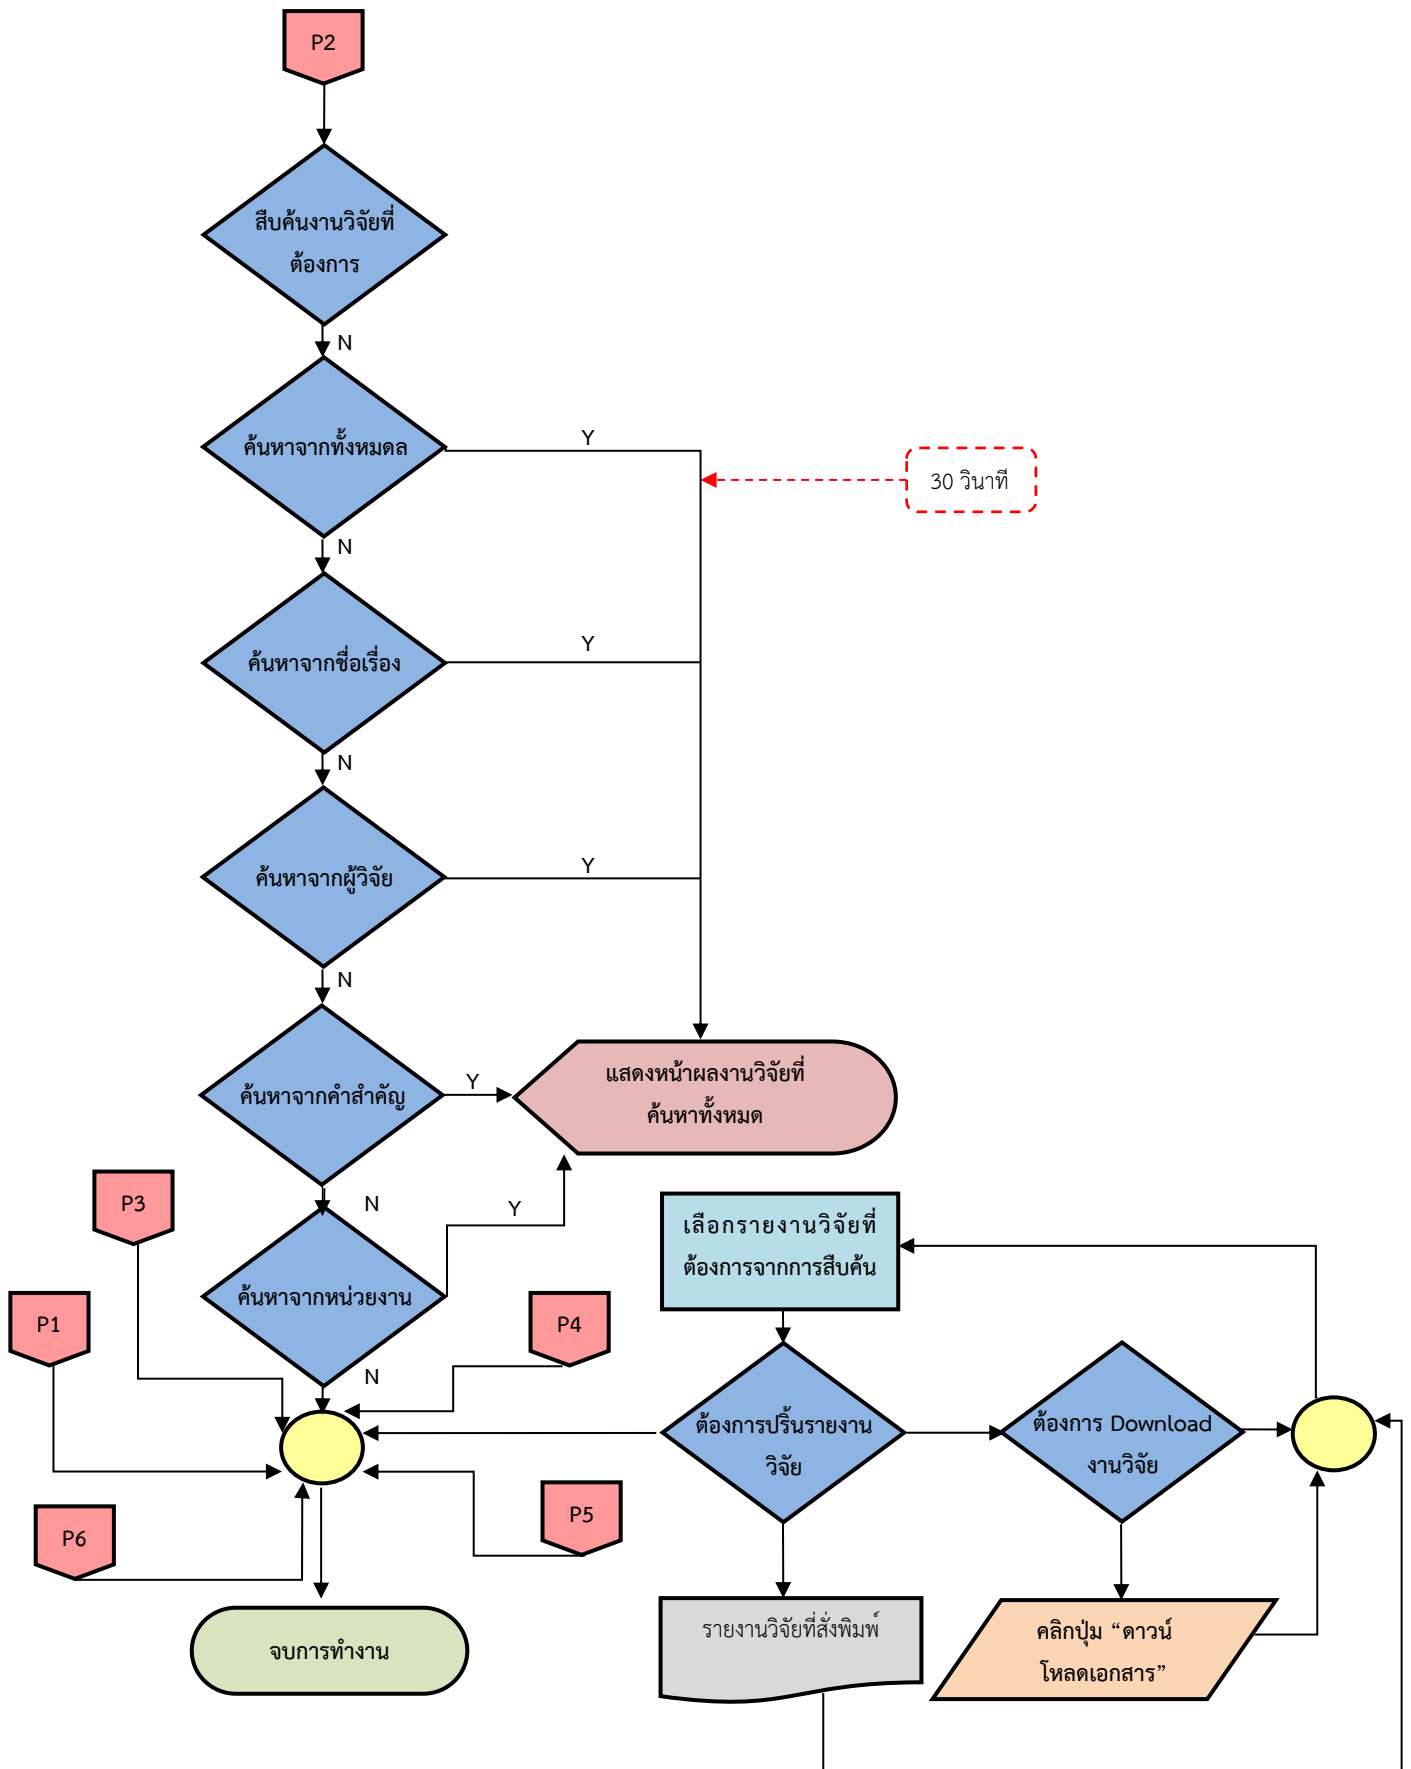 P2
สืบค้นงานวิจัยที่
ต้องการ
N
ค้นหาจากทั้งหมดล
Y
30 วินาที
N
ค้นหาจากชื่อเรื่อง
Y
N
ค้นหาจากผู้วิจัย
Y
N
ค้นหาจากคำสำคัญ
Y
แสดงหน้าผลงานวิจัยที่
ค้นหาทั้งหมด
P3
N
Y
เลือกรายงานวิจัยที่
ต้องการจากการสืบค้น
ค้นหาจากหน่วยงาน
P1
P4
N
ต้องการปริ้นรายงาน
วิจัย
ต้องการ Download
งานวิจัย
P6
P5
รายงานวิจัยที่สั่งพิมพ์
จบการทำงาน
คลิกปุ่ม “ดาวน์
โหลดเอกสาร”